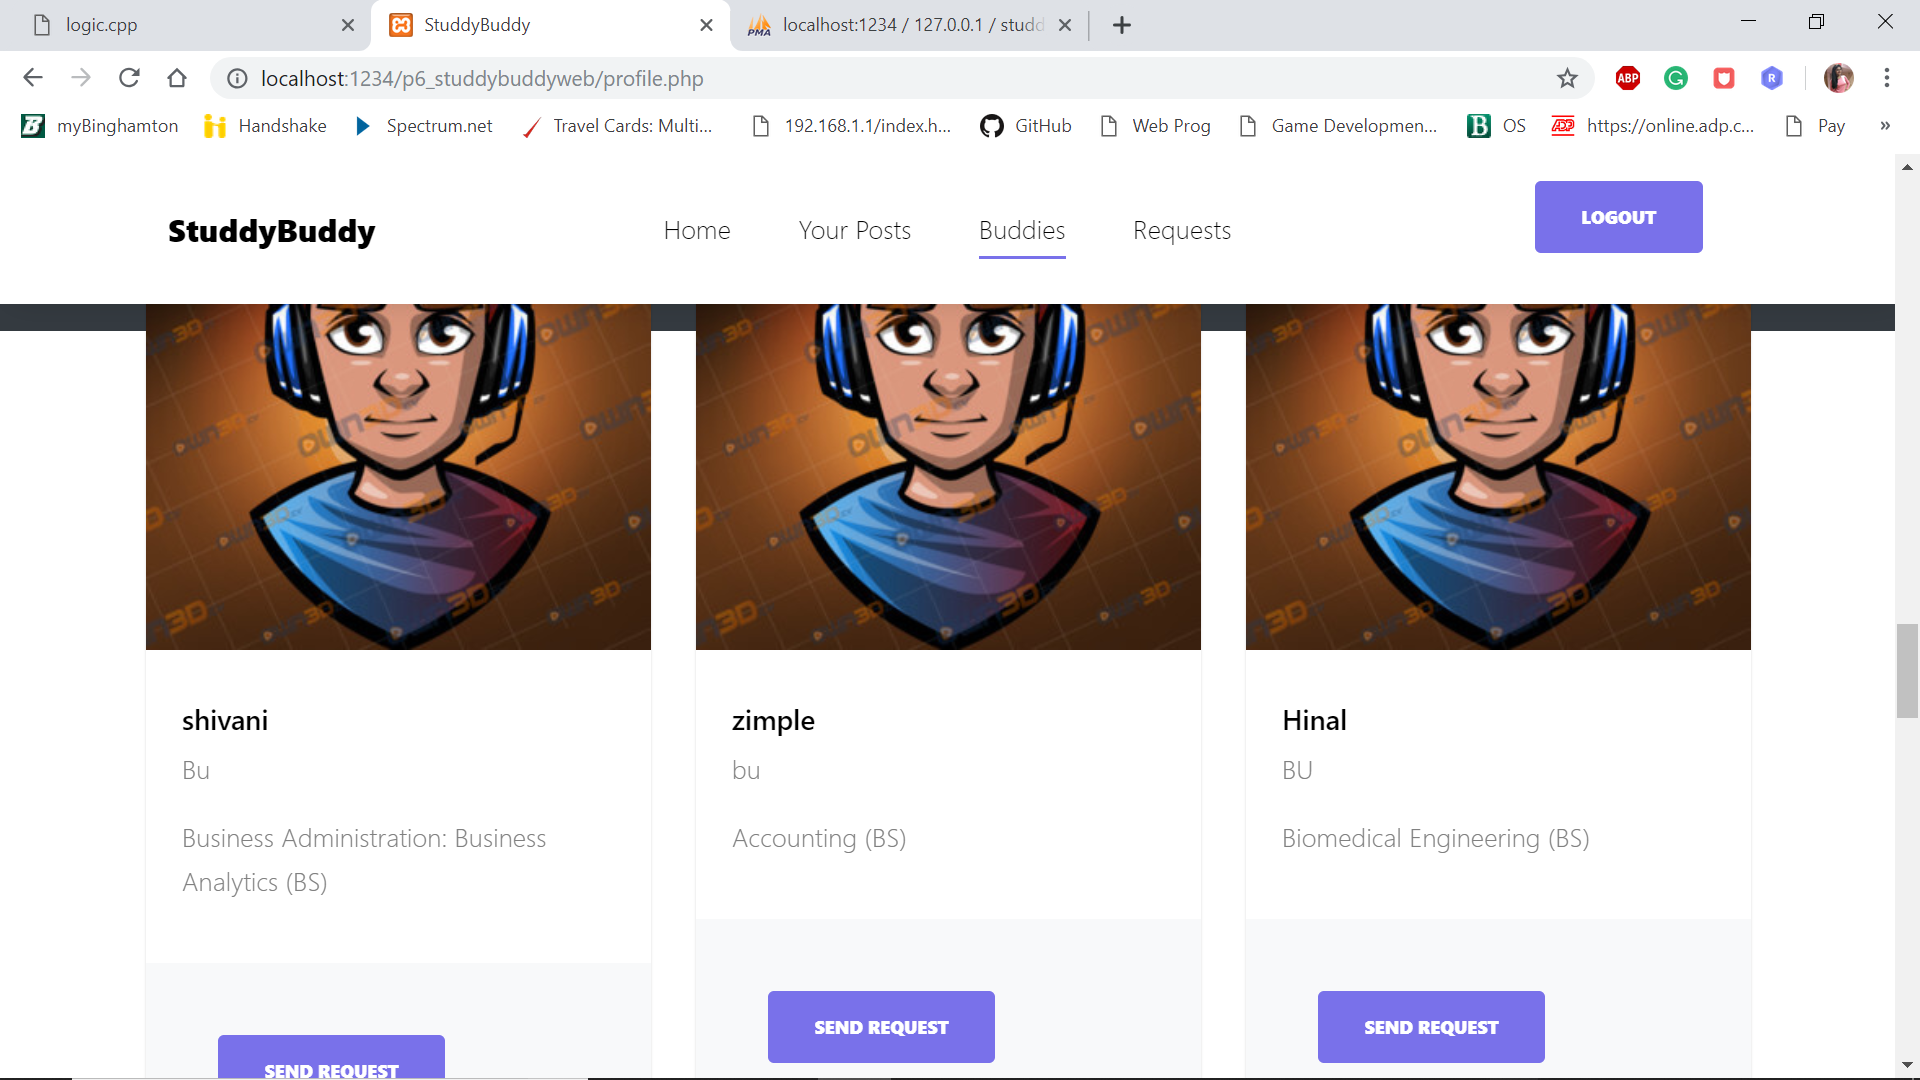 logic.cpp
StuddyBuddy
localhost:1234 / 127.0.0.1 / studd
localhost:1234/p6_studdybuddyweb/profile.php
ABP
R
myBinghamton
Handshake
Spectrum.net
Travel Cards: Multi...
192.168.1.1/index.h...
GitHub
Web Prog
Game Developmen...
OS
https://online.adp.c...
Pay
»
StuddyBuddy
Home
Your Posts
Buddies
Requests
LOGOUT
shivani
Bu
Business Administration: Business
Analytics (BS)
SEND REQUEST
zimple
bu
Accounting (BS)
SEND REQUEST
Hinal
BU
Biomedical Engineering (BS)
SEND REQUEST